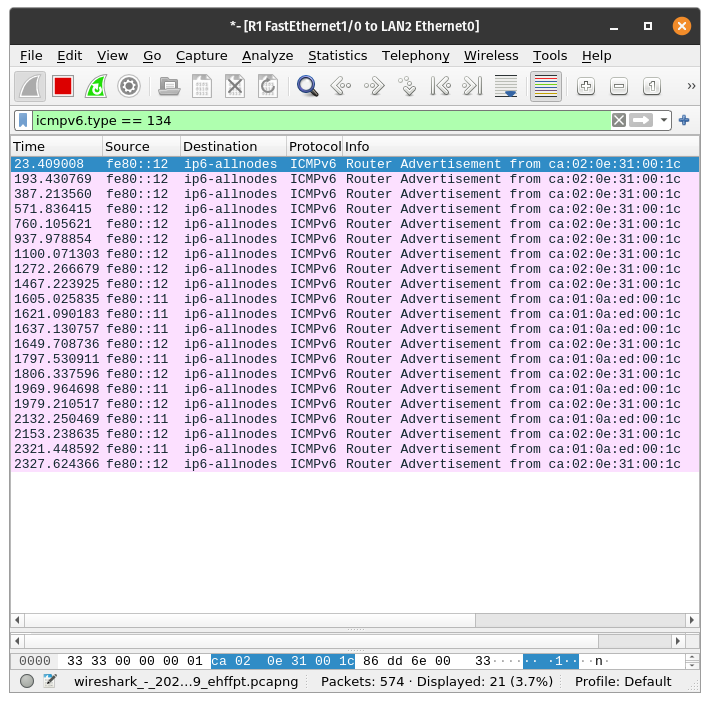 *- [R1 FastEthernet1/0 to LAN2 Ethernet0]
File Edit View Go Capture Analyze Statistics Telephony Wireless Tools Help
icmpv6.type == 134
Time Source Destination Protocol Info
23.409008 fe80::12 ip6-allnodes ICMPv6 Router Advertisement from ca:02:0e:31:00:1c
193.430769 fe80::12 ip6-allnodes ICMPv6 Router Advertisement from ca:02:0e:31:00:1c
387.213560 fe80::12 ip6-allnodes ICMPv6 Router Advertisement from ca:02:0e:31:00:1c
571.836415 fe80::12 ip6-allnodes ICMPv6 Router Advertisement from ca:02:0e:31:00:1c
760.105621 fe80::12 ip6-allnodes ICMPv6 Router Advertisement from ca:02:0e:31:00:1c
937.978854 fe80::12 ip6-allnodes ICMPv6 Router Advertisement from ca:02:0e:31:00:1c
1100.071303 fe80::12 ip6-allnodes ICMPv6 Router Advertisement from ca:02:0e:31:00:1c
1272.266679 fe80::12 ip6-allnodes ICMPv6 Router Advertisement from ca:02:0e:31:00:1c
1467.223925 fe80::12 ip6-allnodes ICMPv6 Router Advertisement from ca:02:0e:31:00:1c
1605.025835 fe80::11 ip6-allnodes ICMPv6 Router Advertisement from ca:01:0a:ed:00:1c
1621.090183 fe80::11 ip6-allnodes ICMPv6 Router Advertisement from ca:01:0a:ed:00:1c
1637.130757 fe80::11 ip6-allnodes ICMPv6 Router Advertisement from ca:01:0a:ed:00:1c
1649.708736 fe80::12 ip6-allnodes ICMPv6 Router Advertisement from ca:02:0e:31:00:1c
1797.530911 fe80::11 ip6-allnodes ICMPv6 Router Advertisement from ca:01:0a:ed:00:1c
1806.337596 fe80::12 ip6-allnodes ICMPv6 Router Advertisement from ca:02:0e:31:00:1c
1969.964698 fe80::11 ip6-allnodes ICMPv6 Router Advertisement from ca:01:0a:ed:00:1c
1979.210517 fe80::12 ip6-allnodes ICMPv6 Router Advertisement from ca:02:0e:31:00:1c
2132.250469 fe80::11 ip6-allnodes ICMPv6 Router Advertisement from ca:01:0a:ed:00:1c
2153.238635 fe80::12 ip6-allnodes ICMPv6 Router Advertisement from ca:02:0e:31:00:1c
2321.448592 fe80::11 ip6-allnodes ICMPv6 Router Advertisement from ca:01:0a:ed:00:1c
2327.624366 fe80::12 ip6-allnodes ICMPv6 Router Advertisement from ca:02:0e:31:00:1c
0000 33 33 00 00 00 01 ca 02 0e 31 00 1c 86 dd 6e 00 33······ ·1····n·
wireshark_-_202…9_ehffpt.pcapng Packets: 574 · Displayed: 21 (3.7%) Profile: Default